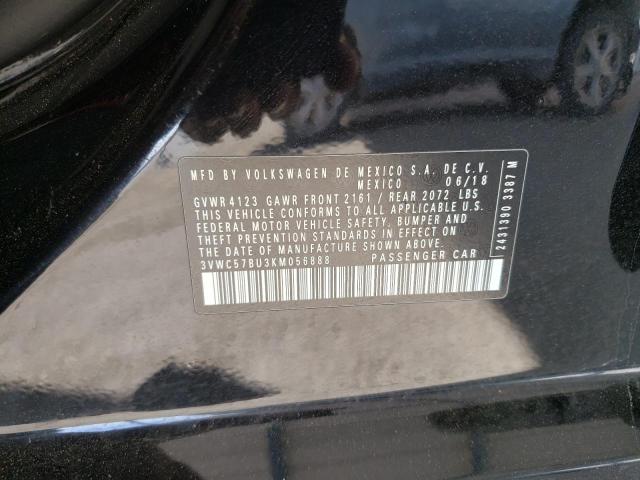 MFD BY VOLKSWAGEN DE MEXICO S.A. DE C.V.
MEXICO 06/18
GVWR4123 GAWR FRONT 2161 / REAR 2072 LBS
THIS VEHICLE CONFORMS TO ALL APPLICABLE U.S.
FEDERAL MOTOR VEHICLE SAFETY, BUMPER AND
THEFT PREVENTION STANDARDS IN EFFECT ON
THE DATE OF MANUFACTURE SHOWN ABOVE.
3VWC57BU3KM056888 PASSENGER CAR
2431390 3387 M